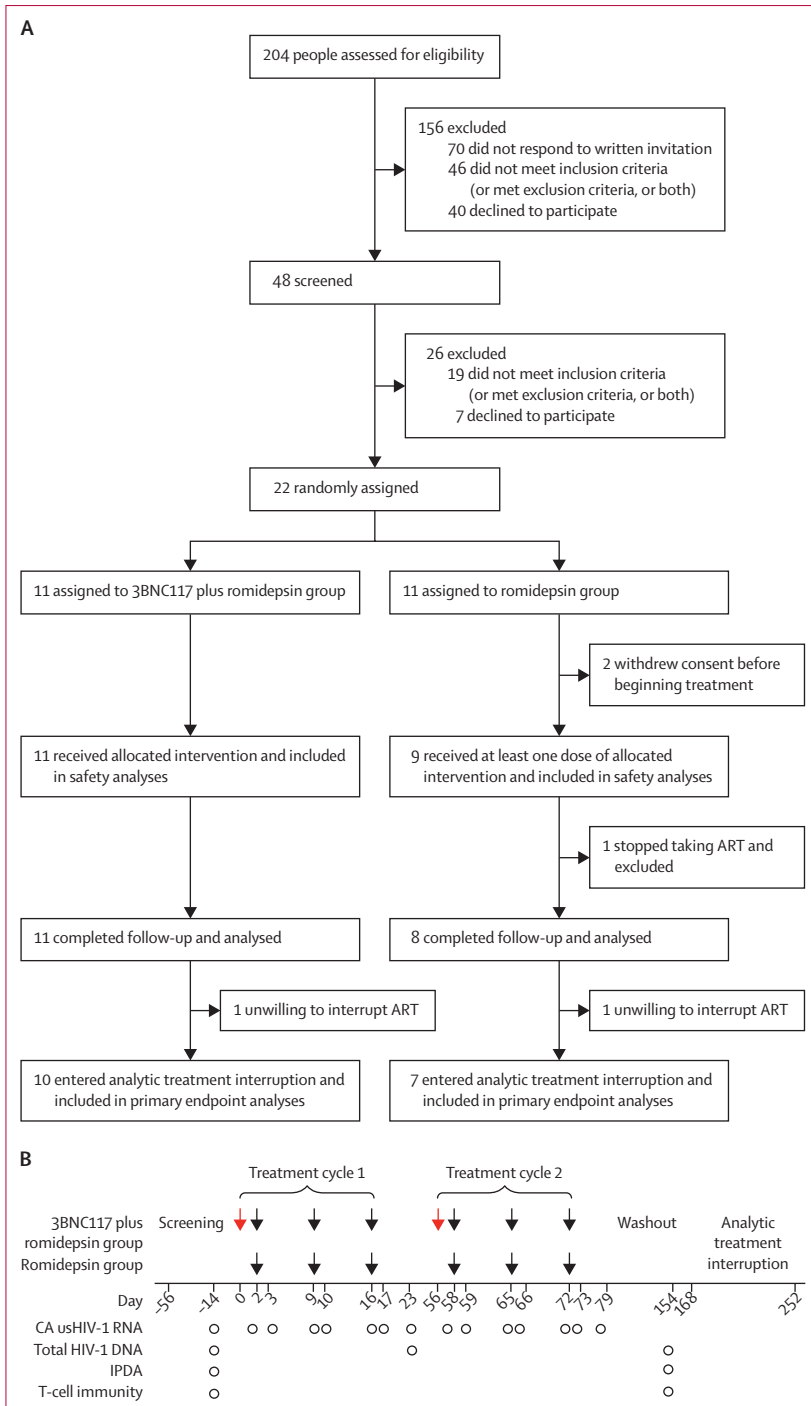 A
204 people assessed for eligibility
156 excluded
70 did not respond to written invitation
46 did not meet inclusion criteria
(or met exclusion criteria, or both)
40 declined to participate
48 screened
26 excluded
19 did not meet inclusion criteria
(or met exclusion criteria, or both)
7 declined to participate
22 randomly assigned
11 assigned to 3BNC117 plus romidepsin group
11 assigned to romidepsin group
2 withdrew consent before
beginning treatment
11 received allocated intervention and included
in safety analyses
9 received at least one dose of allocated
intervention and included in safety analyses
1 stopped taking ART and
excluded
11 completed follow-up and analysed
8 completed follow-up and analysed
1 unwilling to interrupt ART
1 unwilling to interrupt ART
10 entered analytic treatment interruption and
included in primary endpoint analyses
7 entered analytic treatment interruption and
included in primary endpoint analyses
B
Treatment cycle 1
Treatment cycle 2
3BNC117 plus
romidepsin group
Screening
Washout
Analytic
treatment
interruption
Romidepsin group
Day
-56 -14 0 2 3 9 10 16 17 23 56 58 59 65 66 72 73 79 154 168 252
CA usHIV-1 RNA
Total HIV-1 DNA
IPDA
T-cell immunity